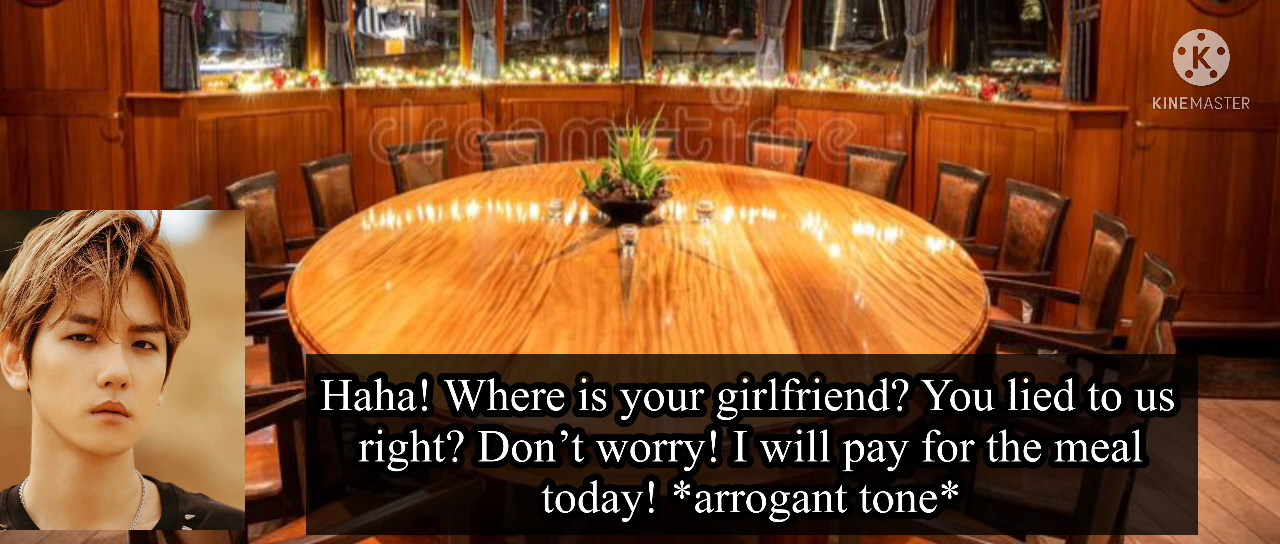 KINEMASTER
dreamstime
Haha! Where is your girlfriend? You lied to us
right? Don’t worry! I will pay for the meal
today! *arrogant tone*